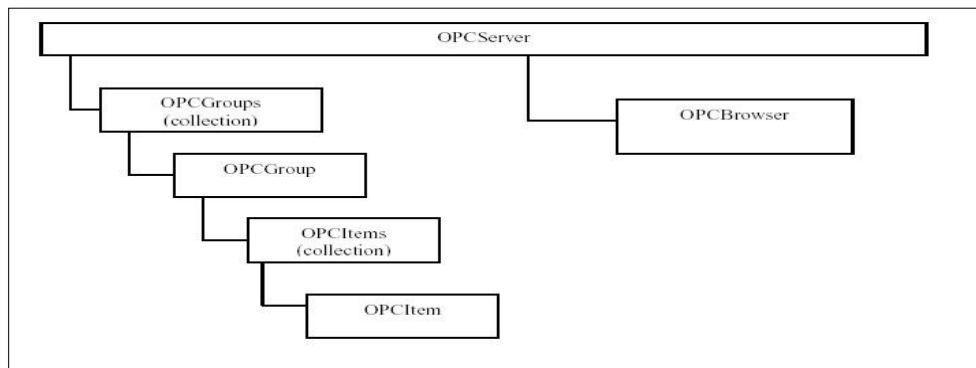 OPCServer
OPCGroups
(collection)
OPCBrowser
OPCGroup
OPCItems
(collection)
OPCItem